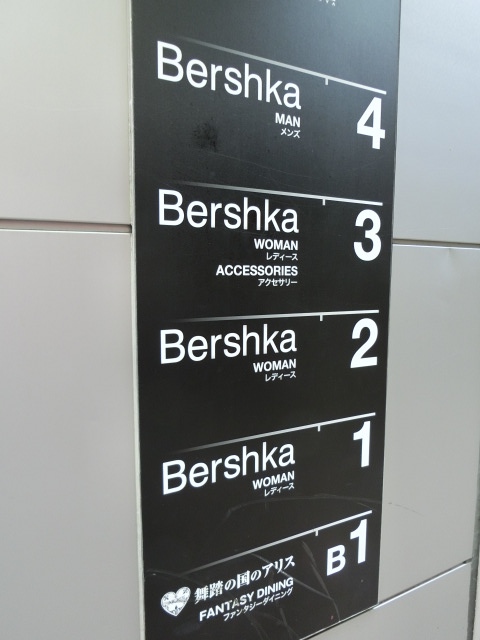 Bershka
MAN
メンズ
4
Bershka
WOMAN
レディース
ACCESSORIES
アクセサリー
3
Bershka
WOMAN
レディース
2
Bershka
WOMAN
レディース
1
舞踏の国のアリス
FANTASY DINING
ファンタジーダイニング
B1